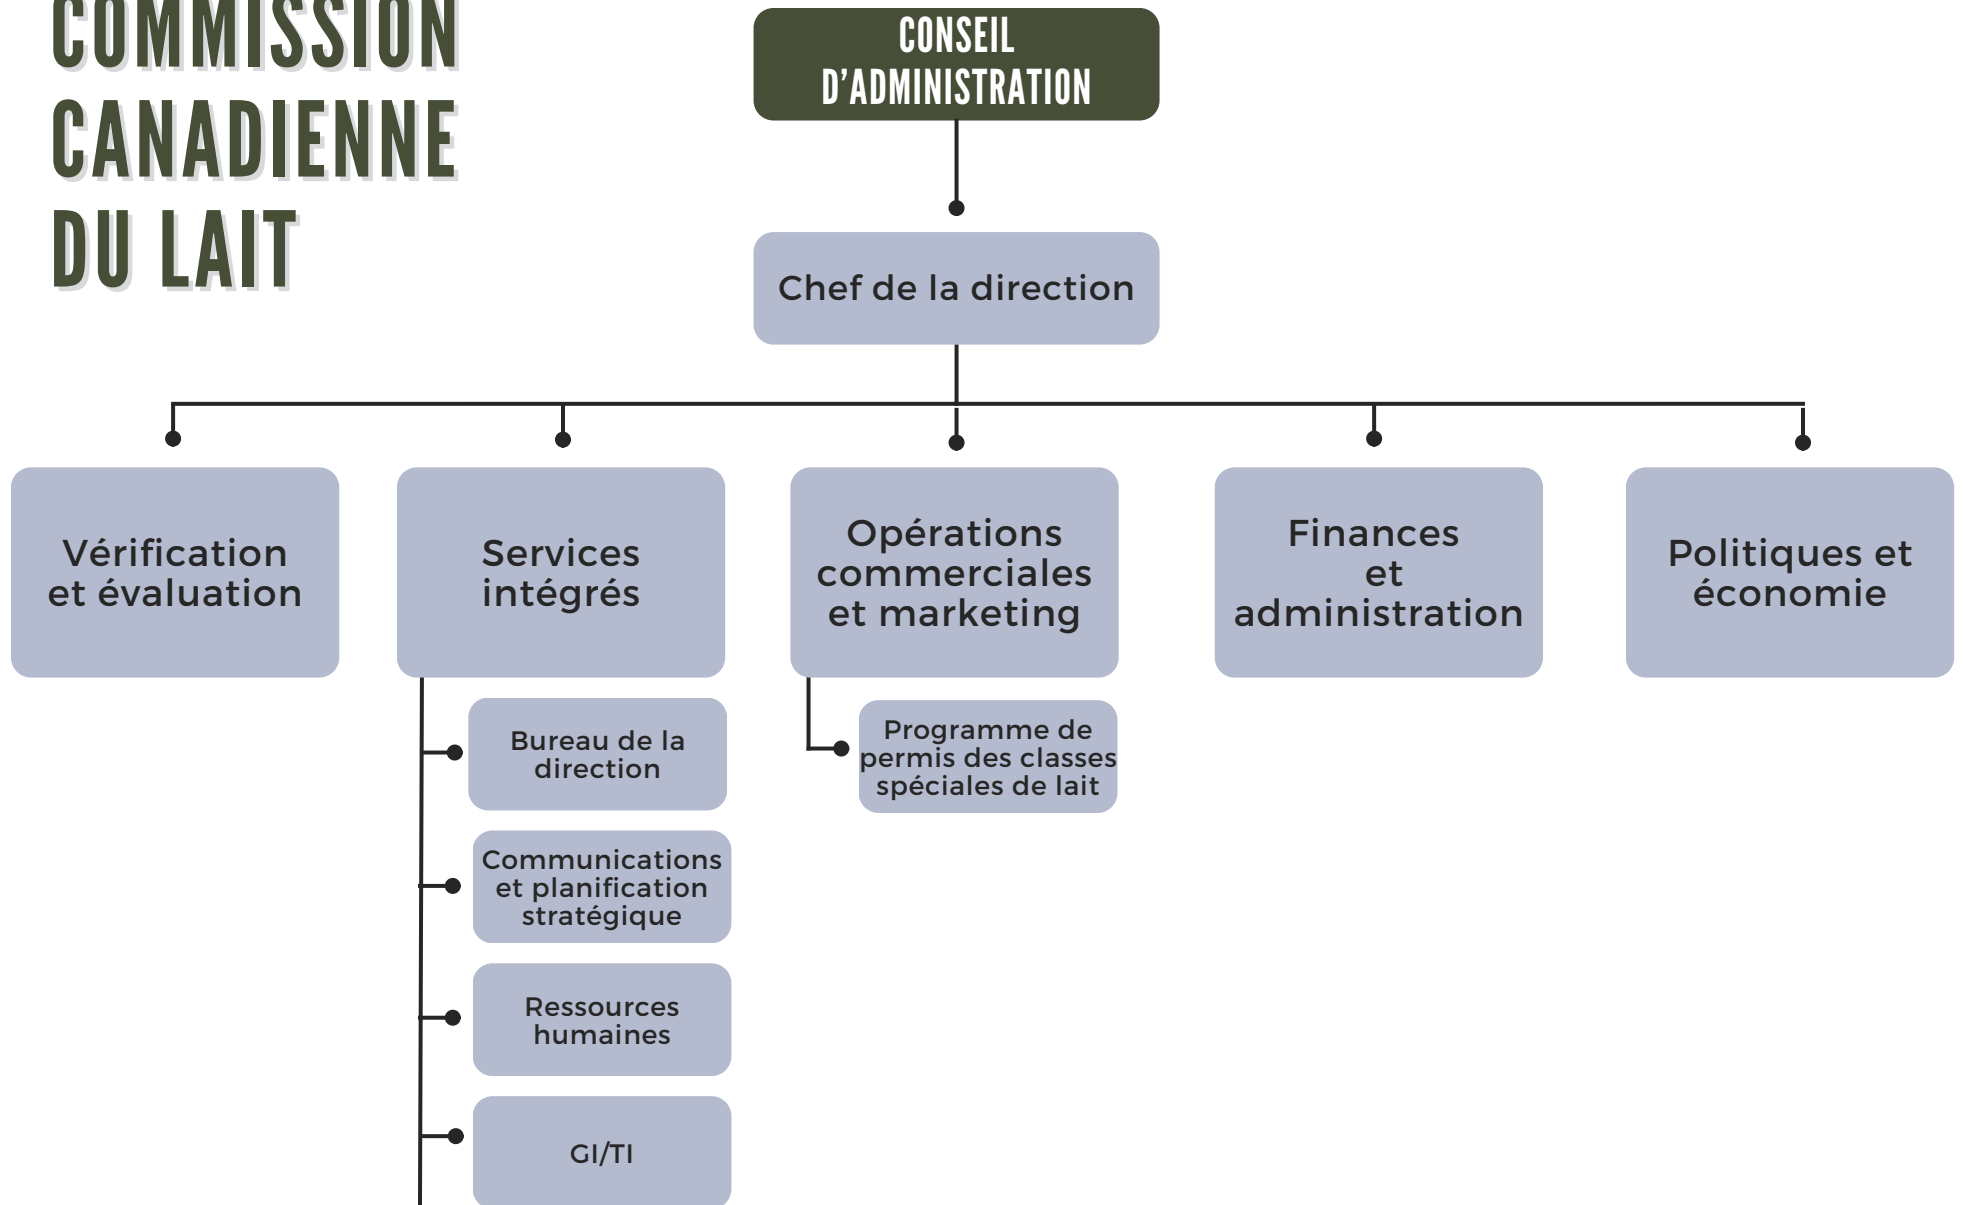 COMMISSION
CANADIENNE
DU LAIT
CONSEIL
D’ADMINISTRATION
Chef de la direction
Vérification
et évaluation
Services
intégrés
Opérations
commerciales
et marketing
Finances
et
administration
Politiques et
économie
Bureau de la
direction
Communications
et planification
stratégique
Ressources
humaines
GI/TI
Programme de
permis des classes
spéciales de lait